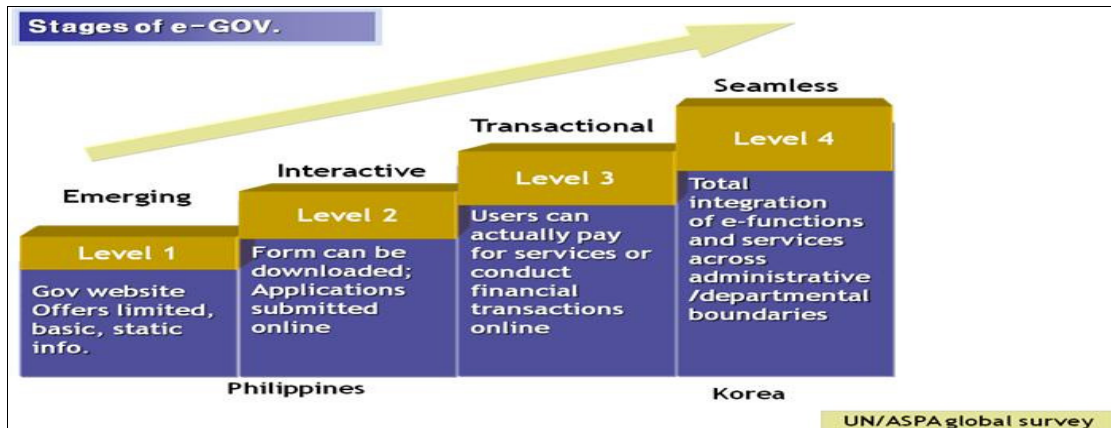 Stages of e-GOV.
Emerging
Level 1
Gov website
Offers limited,
basic, static
info.
Interactive
Level 2
Form can be
downloaded;
Applications
submitted
online
Transactional
Level 3
Users can
actually pay
for services or
conduct
financial
transactions
online
Seamless
Level 4
Total
integration
of e-functions
and services
across
administrative
/departmental
boundaries
Philippines
Korea
UN/ASPA global survey